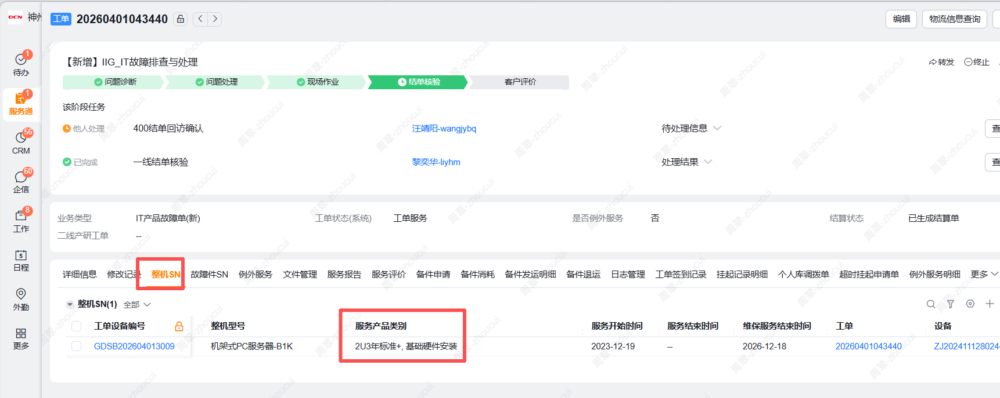 DCN 神州
工单 20260401043440
编辑 物流信息查询
【新增】IIG_IT故障排查与处理
转发 终止
问题诊断 问题处理 现场作业 结单核验 客户评价
该阶段任务
他人处理 400结单回访确认 汪靖阳-wangjybq 待处理信息 查
已完成 一线结单核验 黎奕华-liyhm 处理结果 查
业务类型 IT产品故障单(新) 工单状态(系统) 工单服务 是否例外服务 否 结算状态 已生成结算单
二线产研工单 --
详细信息 修改记录 整机SN 故障件SN 例外服务 文件管理 服务报告 服务评价 备件申请 备件消耗 备件发运明细 备件退运 日志管理 工单签到记录 挂起记录明细 个人库调拨单 超时挂起申请单 例外服务明细 更多
整机SN(1) 全部
工单设备编号 整机型号 服务产品类别 服务开始时间 服务结束时间 维保服务结束时间 工单 设备
GDSB202604013009 机架式PC服务器-B1K 2U3年标准+, 基础硬件安装 2023-12-19 -- 2026-12-18 20260401043440 ZJ202411128024
1
待办
1
服务通
56
CRM
60
企信
8
工作
5
日程
外勤
更多
周翠-zhoucui